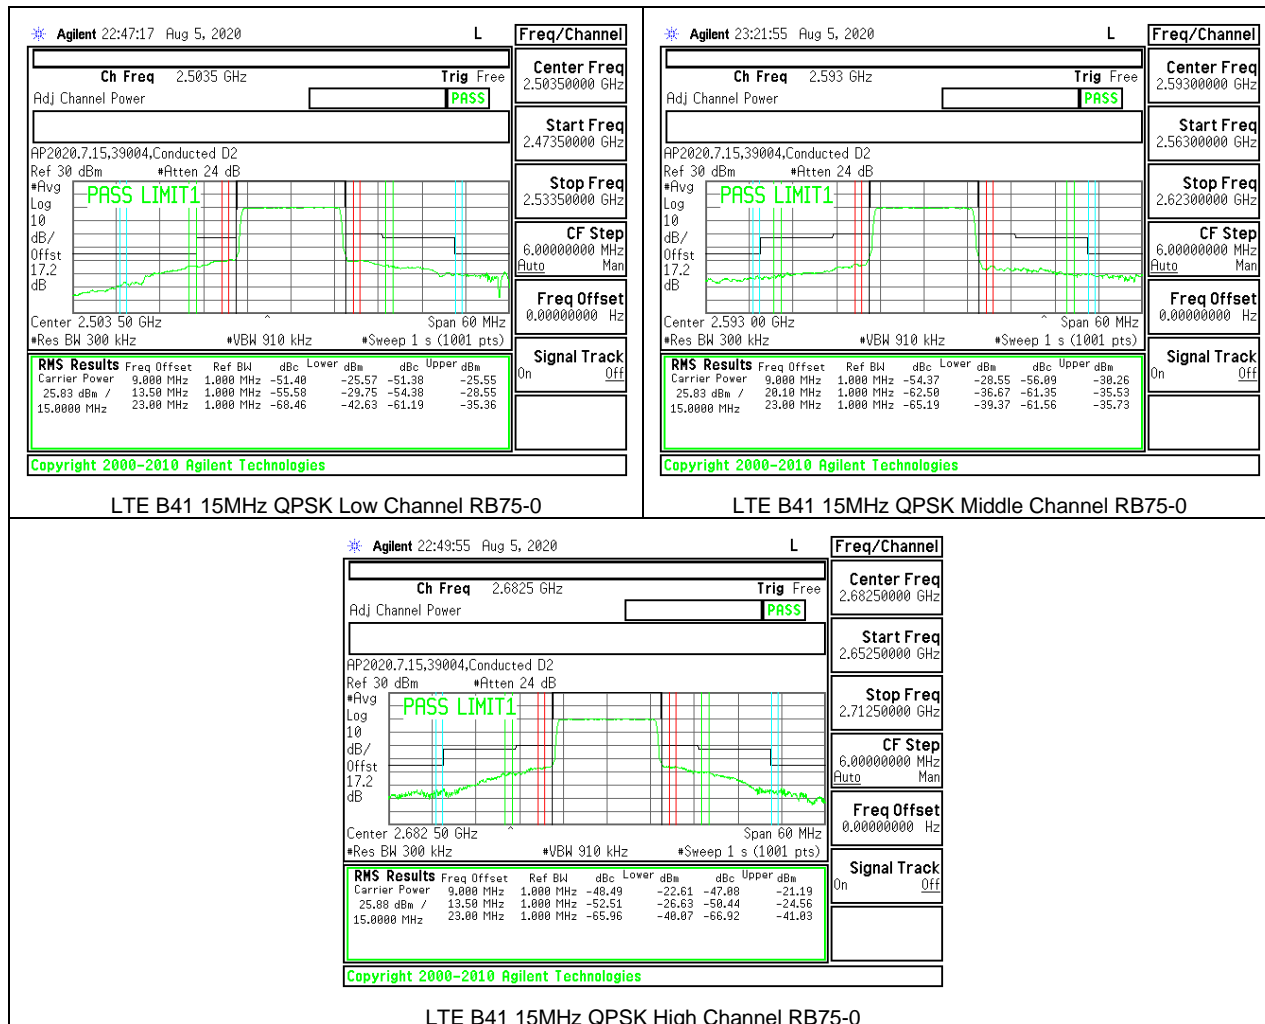 Agilent 22:47:17 Aug 5, 2020 L
Freq/Channel
Ch Freq 2.5035 GHz Trig Free
Adj Channel Power PASS
Center Freq
2.50350000 GHz
Start Freq
2.47350000 GHz
Stop Freq
2.53350000 GHz
CF Step
6.00000000 MHz
Auto Man
Freq Offset
0.00000000 Hz
Signal Track
On Off
AP2020.7.15,39004,Conducted D2
Ref 30 dBm #Atten 24 dB
#Avg
Log
10
dB/
Offst
17.2
dB
PASS LIMIT1
Center 2.503 50 GHz Span 60 MHz
#Res BW 300 kHz #VBW 910 kHz #Sweep 1 s (1001 pts)
RMS Results Freq Offset Ref BW dBc Lower dBm dBc Upper dBm
Carrier Power 9.000 MHz 1.000 MHz -51.40 -25.57 -51.38 -25.55
25.83 dBm / 13.50 MHz 1.000 MHz -55.58 -29.75 -54.38 -28.55
15.0000 MHz 23.00 MHz 1.000 MHz -68.46 -42.63 -61.19 -35.36
Copyright 2000-2010 Agilent Technologies
LTE B41 15MHz QPSK Low Channel RB75-0
Agilent 23:21:55 Aug 5, 2020 L
Freq/Channel
Ch Freq 2.593 GHz Trig Free
Adj Channel Power PASS
Center Freq
2.59300000 GHz
Start Freq
2.56300000 GHz
Stop Freq
2.62300000 GHz
CF Step
6.00000000 MHz
Auto Man
Freq Offset
0.00000000 Hz
Signal Track
On Off
AP2020.7.15,39004,Conducted D2
Ref 30 dBm #Atten 24 dB
#Avg
Log
10
dB/
Offst
17.2
dB
PASS LIMIT1
Center 2.593 00 GHz Span 60 MHz
#Res BW 300 kHz #VBW 910 kHz #Sweep 1 s (1001 pts)
RMS Results Freq Offset Ref BW dBc Lower dBm dBc Upper dBm
Carrier Power 9.000 MHz 1.000 MHz -54.37 -28.55 -56.09 -30.26
25.83 dBm / 20.10 MHz 1.000 MHz -62.50 -36.67 -61.35 -35.53
15.0000 MHz 23.00 MHz 1.000 MHz -65.19 -39.37 -61.56 -35.73
Copyright 2000-2010 Agilent Technologies
LTE B41 15MHz QPSK Middle Channel RB75-0
Agilent 22:49:55 Aug 5, 2020 L
Freq/Channel
Ch Freq 2.6825 GHz Trig Free
Adj Channel Power PASS
Center Freq
2.68250000 GHz
Start Freq
2.65250000 GHz
Stop Freq
2.71250000 GHz
CF Step
6.00000000 MHz
Auto Man
Freq Offset
0.00000000 Hz
Signal Track
On Off
AP2020.7.15,39004,Conducted D2
Ref 30 dBm #Atten 24 dB
#Avg
Log
10
dB/
Offst
17.2
dB
PASS LIMIT1
Center 2.682 50 GHz Span 60 MHz
#Res BW 300 kHz #VBW 910 kHz #Sweep 1 s (1001 pts)
RMS Results Freq Offset Ref BW dBc Lower dBm dBc Upper dBm
Carrier Power 9.000 MHz 1.000 MHz -48.49 -22.61 -47.08 -21.19
25.88 dBm / 13.50 MHz 1.000 MHz -52.51 -26.63 -50.44 -24.56
15.0000 MHz 23.00 MHz 1.000 MHz -65.96 -40.07 -66.92 -41.03
Copyright 2000-2010 Agilent Technologies
LTE B41 15MHz QPSK High Channel RB75-0